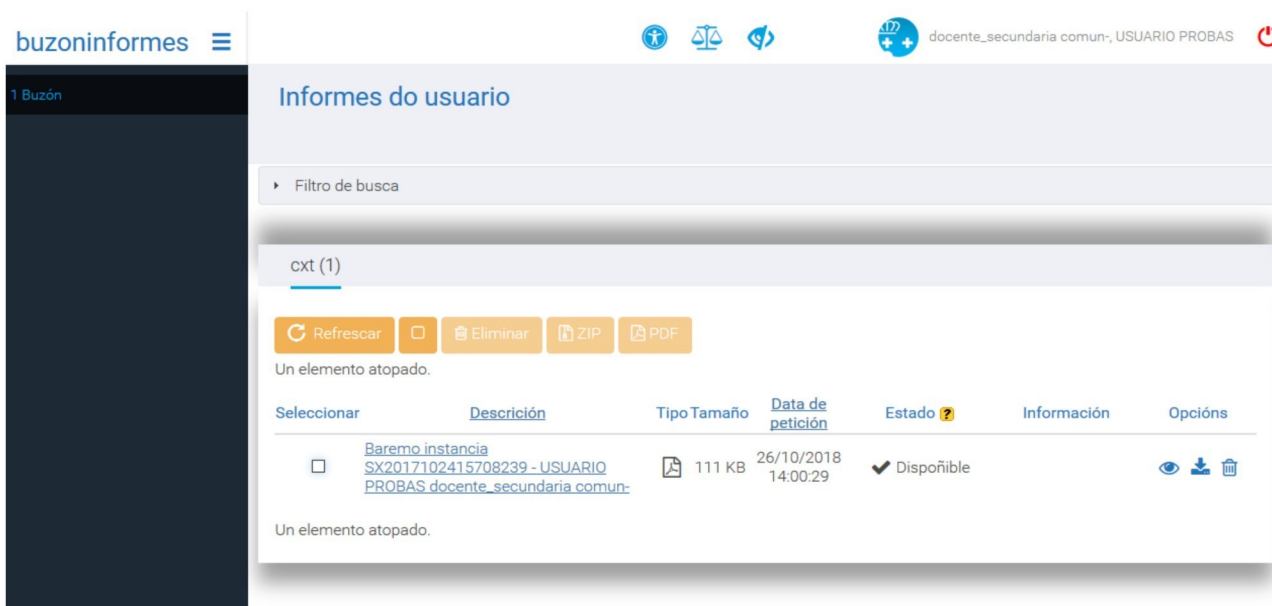 buzoninformes
docente_secundaria comun-, USUARIO PROBAS
1 Buzón
Informes do usuario
Filtro de busca
cxt (1)
Refrescar Eliminar ZIP PDF
Un elemento atopado.
Seleccionar Descrición Tipo Tamaño Data de petición Estado ? Información Opcións
Baremo instancia
SX2017102415708239 - USUARIO
PROBAS docente_secundaria comun-
111 KB
26/10/2018
14:00:29
Dispoñible
Un elemento atopado.